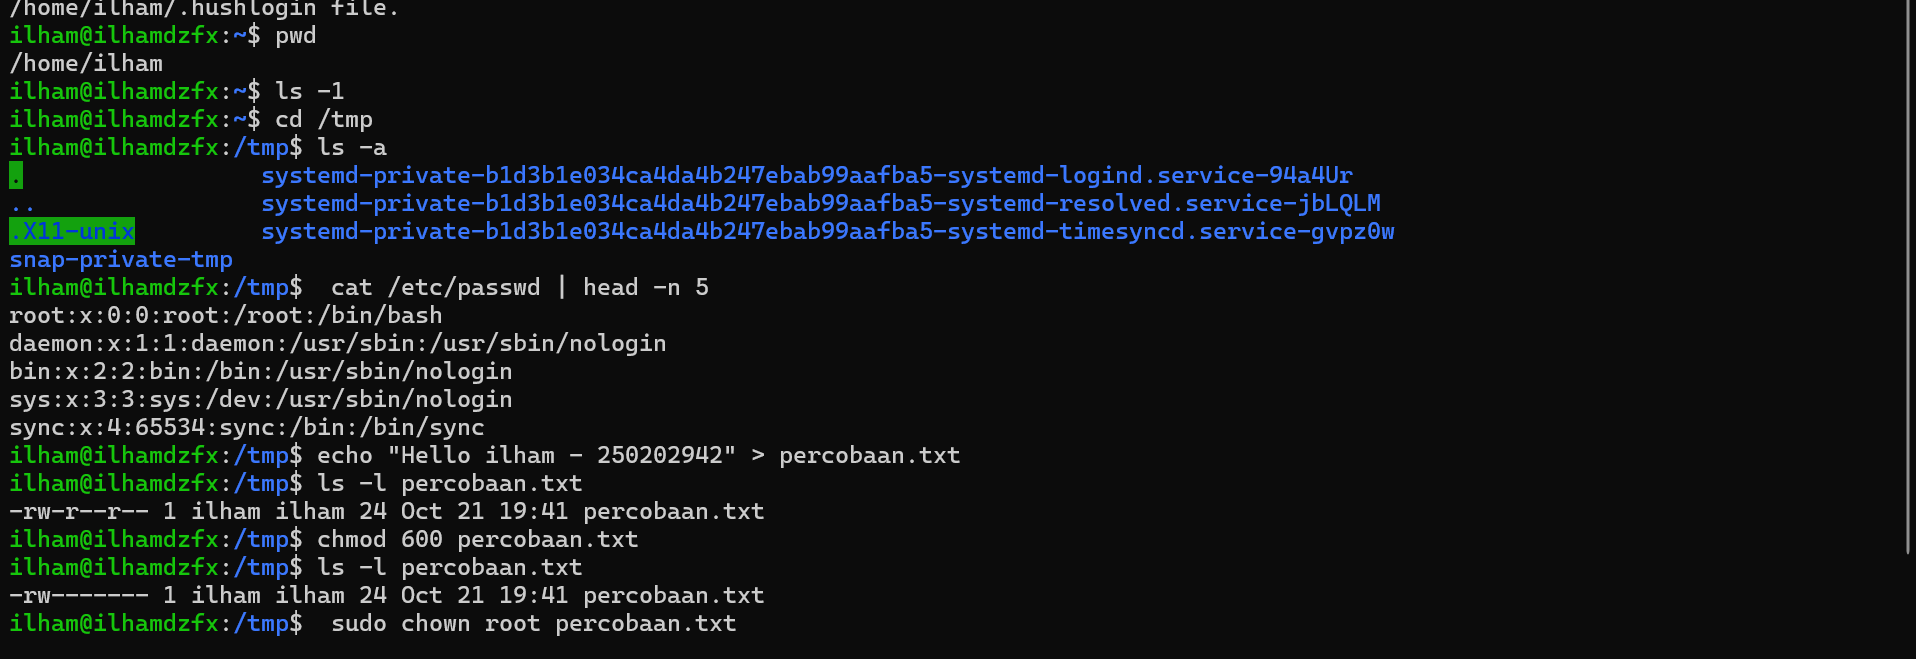 /home/ilham/.hushlogin file.
ilham@ilhamdzfx:~$ pwd
/home/ilham
ilham@ilhamdzfx:~$ ls -1
ilham@ilhamdzfx:~$ cd /tmp
ilham@ilhamdzfx:/tmp$ ls -a
.                 systemd-private-b1d3b1e034ca4da4b247ebab99aafba5-systemd-logind.service-94a4Ur
..                systemd-private-b1d3b1e034ca4da4b247ebab99aafba5-systemd-resolved.service-jbLQLM
.X11-unix         systemd-private-b1d3b1e034ca4da4b247ebab99aafba5-systemd-timesyncd.service-gvpz0w
snap-private-tmp
ilham@ilhamdzfx:/tmp$  cat /etc/passwd | head -n 5
root:x:0:0:root:/root:/bin/bash
daemon:x:1:1:daemon:/usr/sbin:/usr/sbin/nologin
bin:x:2:2:bin:/bin:/usr/sbin/nologin
sys:x:3:3:sys:/dev:/usr/sbin/nologin
sync:x:4:65534:sync:/bin:/bin/sync
ilham@ilhamdzfx:/tmp$ echo "Hello ilham - 250202942" > percobaan.txt
ilham@ilhamdzfx:/tmp$ ls -l percobaan.txt
-rw-r--r-- 1 ilham ilham 24 Oct 21 19:41 percobaan.txt
ilham@ilhamdzfx:/tmp$ chmod 600 percobaan.txt
ilham@ilhamdzfx:/tmp$ ls -l percobaan.txt
-rw------- 1 ilham ilham 24 Oct 21 19:41 percobaan.txt
ilham@ilhamdzfx:/tmp$  sudo chown root percobaan.txt